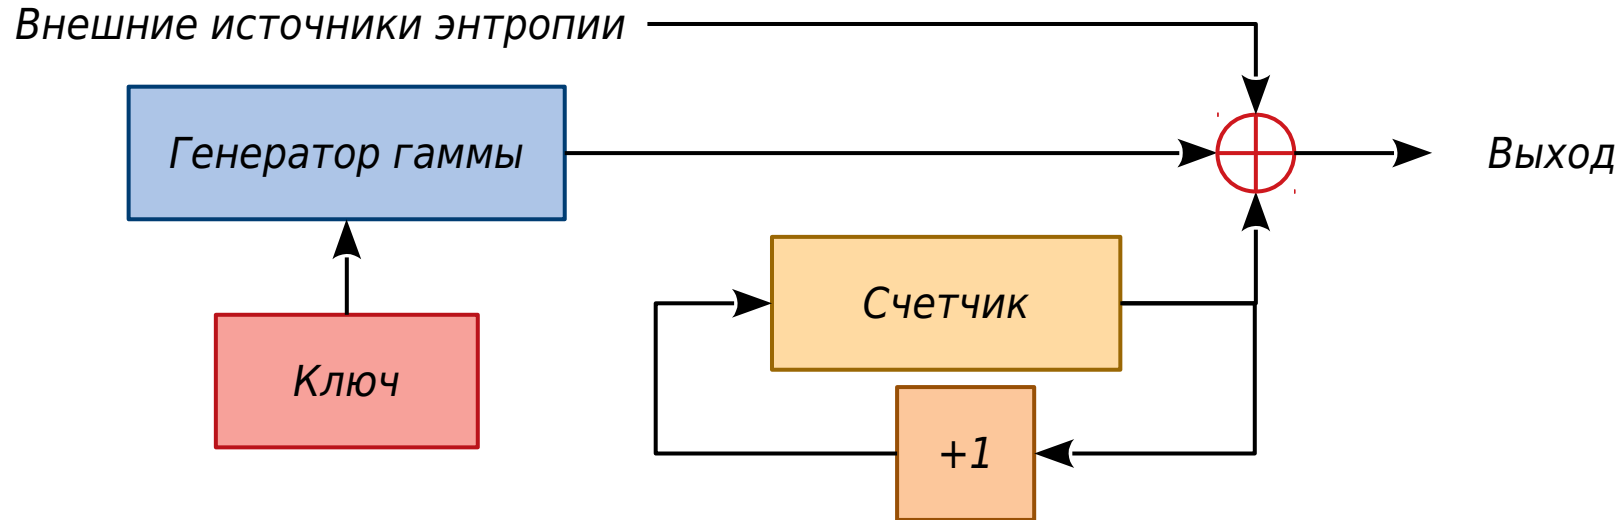 Внешние источники энтропии
Генератор гаммы
Выход
Счетчик
Ключ
+1